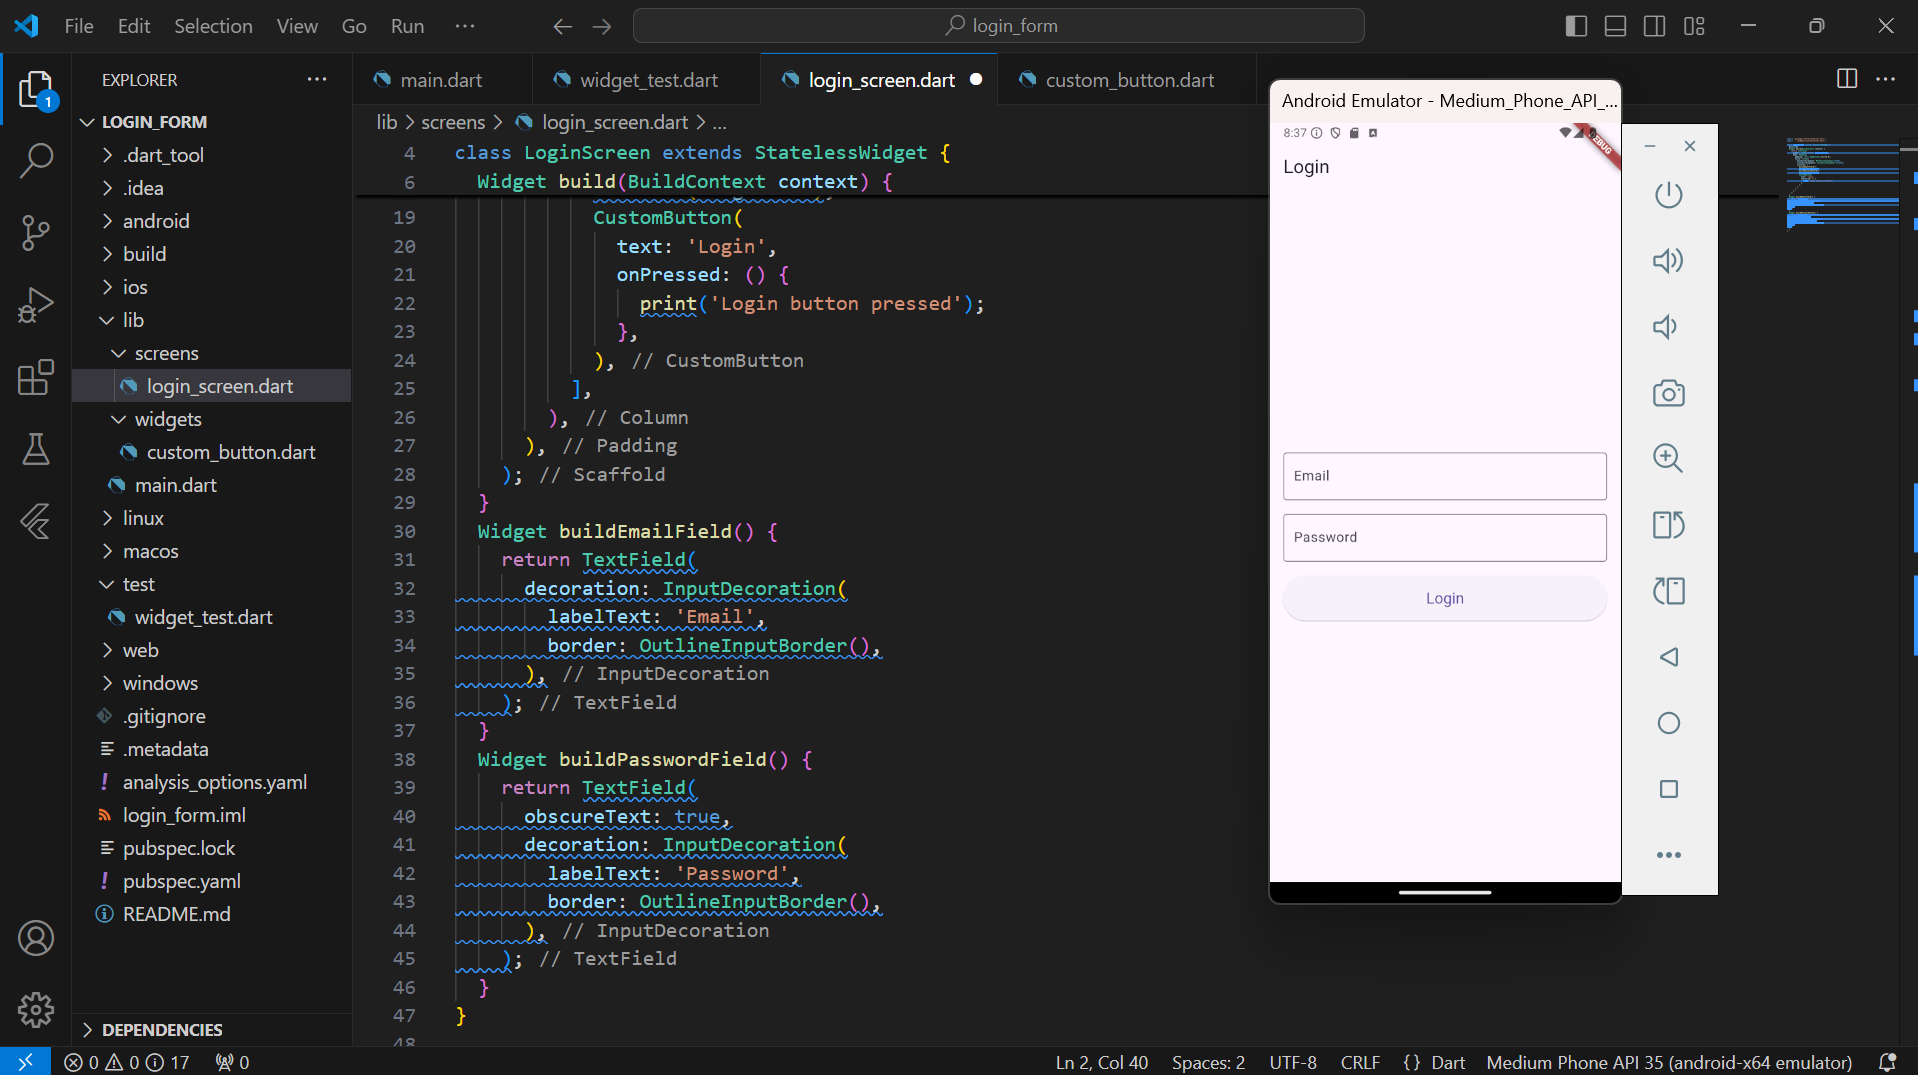 File Edit Selection View Go Run ···
login_form
EXPLORER
LOGIN_FORM
.dart_tool
.idea
android
build
ios
lib
screens
login_screen.dart
widgets
custom_button.dart
main.dart
linux
macos
test
widget_test.dart
web
windows
.gitignore
.metadata
analysis_options.yaml
login_form.iml
pubspec.lock
pubspec.yaml
README.md
DEPENDENCIES
1
main.dart widget_test.dart login_screen.dart custom_button.dart
lib > screens > login_screen.dart > ...
4 class LoginScreen extends StatelessWidget {
6 Widget build(BuildContext context) {
19 CustomButton(
20 text: 'Login',
21 onPressed: () {
22 print('Login button pressed');
23 },
24 ), // CustomButton
25 ],
26 ), // Column
27 ), // Padding
28 ); // Scaffold
29 }
30 Widget buildEmailField() {
31 return TextField(
32 decoration: InputDecoration(
33 labelText: 'Email',
34 border: OutlineInputBorder(),
35 ), // InputDecoration
36 ); // TextField
37 }
38 Widget buildPasswordField() {
39 return TextField(
40 obscureText: true,
41 decoration: InputDecoration(
42 labelText: 'Password',
43 border: OutlineInputBorder(),
44 ), // InputDecoration
45 ); // TextField
46 }
47 }
48
Android Emulator - Medium_Phone_API_...
8:37
DEBUG
Login
Email
Password
Login
0 0 17 0
Ln 2, Col 40 Spaces: 2 UTF-8 CRLF {} Dart Medium Phone API 35 (android-x64 emulator)